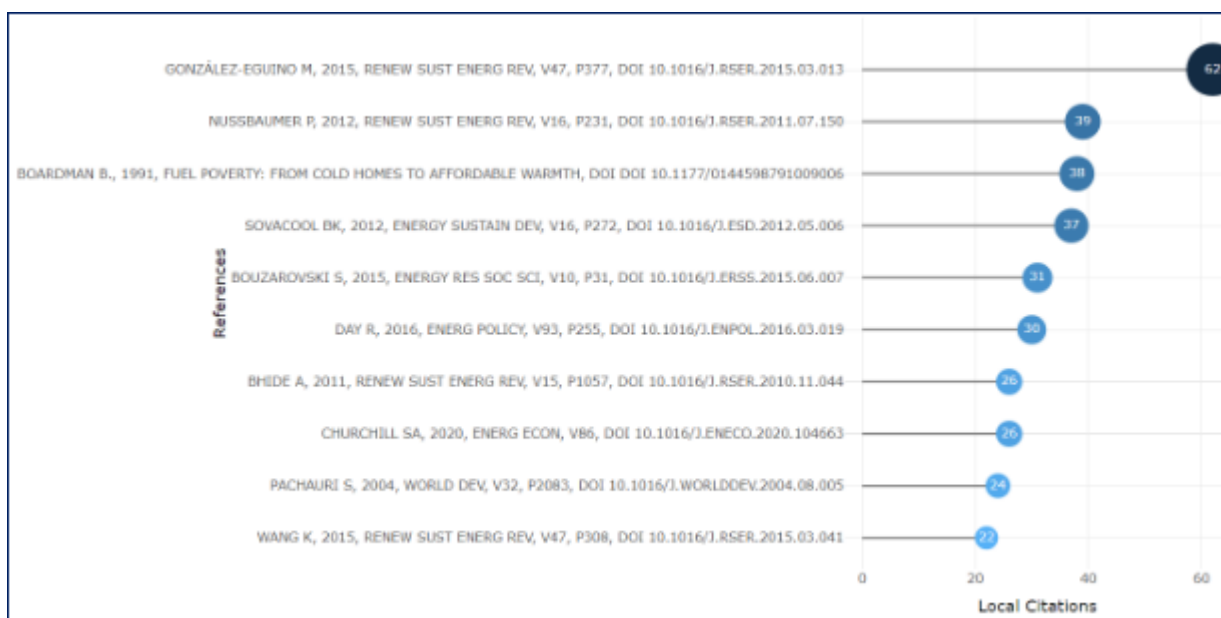 GONZÁLEZ-EGUINO M, 2015, RENEW SUST ENERG REV, V47, P377, DOI 10.1016/J.RSER.2015.03.013 62
NUSSBAUMER P, 2012, RENEW SUST ENERG REV, V16, P231, DOI 10.1016/J.RSER.2011.07.150 39
BOARDMAN B., 1991, FUEL POVERTY: FROM COLD HOMES TO AFFORDABLE WARMTH, DOI DOI 10.1177/0144598791009006 38
SOVACOOL BK, 2012, ENERGY SUSTAIN DEV, V16, P272, DOI 10.1016/J.ESD.2012.05.006 37
BOUZAROVSKI S, 2015, ENERGY RES SOC SCI, V10, P31, DOI 10.1016/J.ERSS.2015.06.007 31
DAY R, 2016, ENERG POLICY, V93, P255, DOI 10.1016/J.ENPOL.2016.03.019 30
BHIDE A, 2011, RENEW SUST ENERG REV, V15, P1057, DOI 10.1016/J.RSER.2010.11.044 26
CHURCHILL SA, 2020, ENERG ECON, V86, DOI 10.1016/J.ENECO.2020.104663 26
PACHAURI S, 2004, WORLD DEV, V32, P2083, DOI 10.1016/J.WORLDDEV.2004.08.005 24
WANG K, 2015, RENEW SUST ENERG REV, V47, P308, DOI 10.1016/J.RSER.2015.03.041 22
References
0 20 40 60
Local Citations